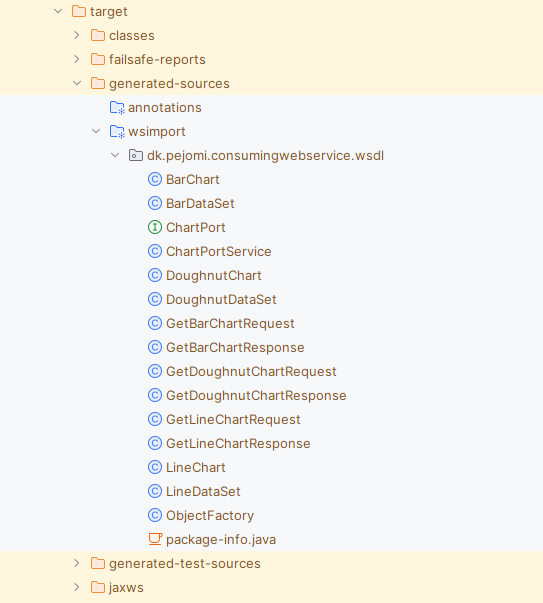 target
classes
failsafe-reports
generated-sources
annotations
wsimport
dk.pejomi.consumingwebservice.wsdl
C BarChart
C BarDataSet
I ChartPort
C ChartPortService
C DoughnutChart
C DoughnutDataSet
C GetBarChartRequest
C GetBarChartResponse
C GetDoughnutChartRequest
C GetDoughnutChartResponse
C GetLineChartRequest
C GetLineChartResponse
C LineChart
C LineDataSet
C ObjectFactory
package-info.java
generated-test-sources
jaxws